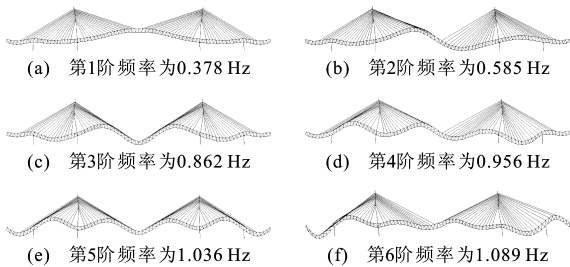 (a) 第1阶频率为0.378 Hz
(b) 第2阶频率为0.585 Hz
(c) 第3阶频率为0.862 Hz
(d) 第4阶频率为0.956 Hz
(e) 第5阶频率为1.036 Hz
(f) 第6阶频率为1.089 Hz